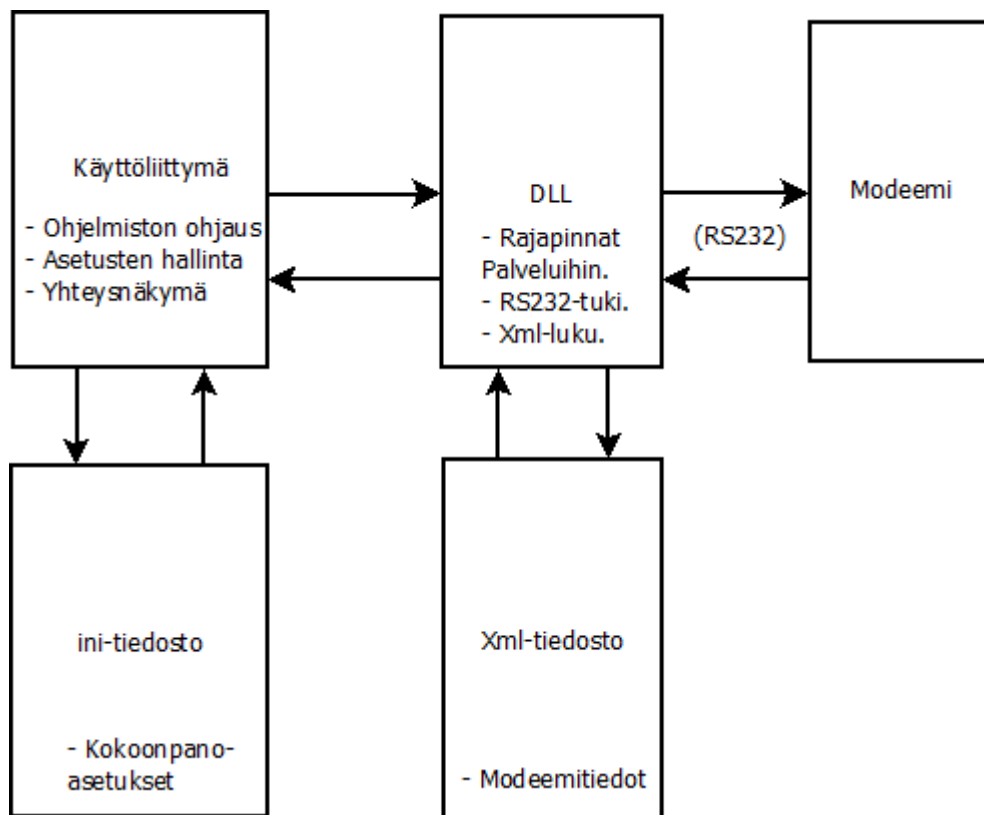 Käyttöliittymä
- Ohjelmiston ohjaus
- Asetusten hallinta
- Yhteysnäkymä
DLL
- Rajapinnat
Palveluihin.
- RS232-tuki.
- Xml-luku.
(RS232)
Modeemi
ini-tiedosto
- Kokoonpano-
asetukset
Xml-tiedosto
- Modeemitiedot